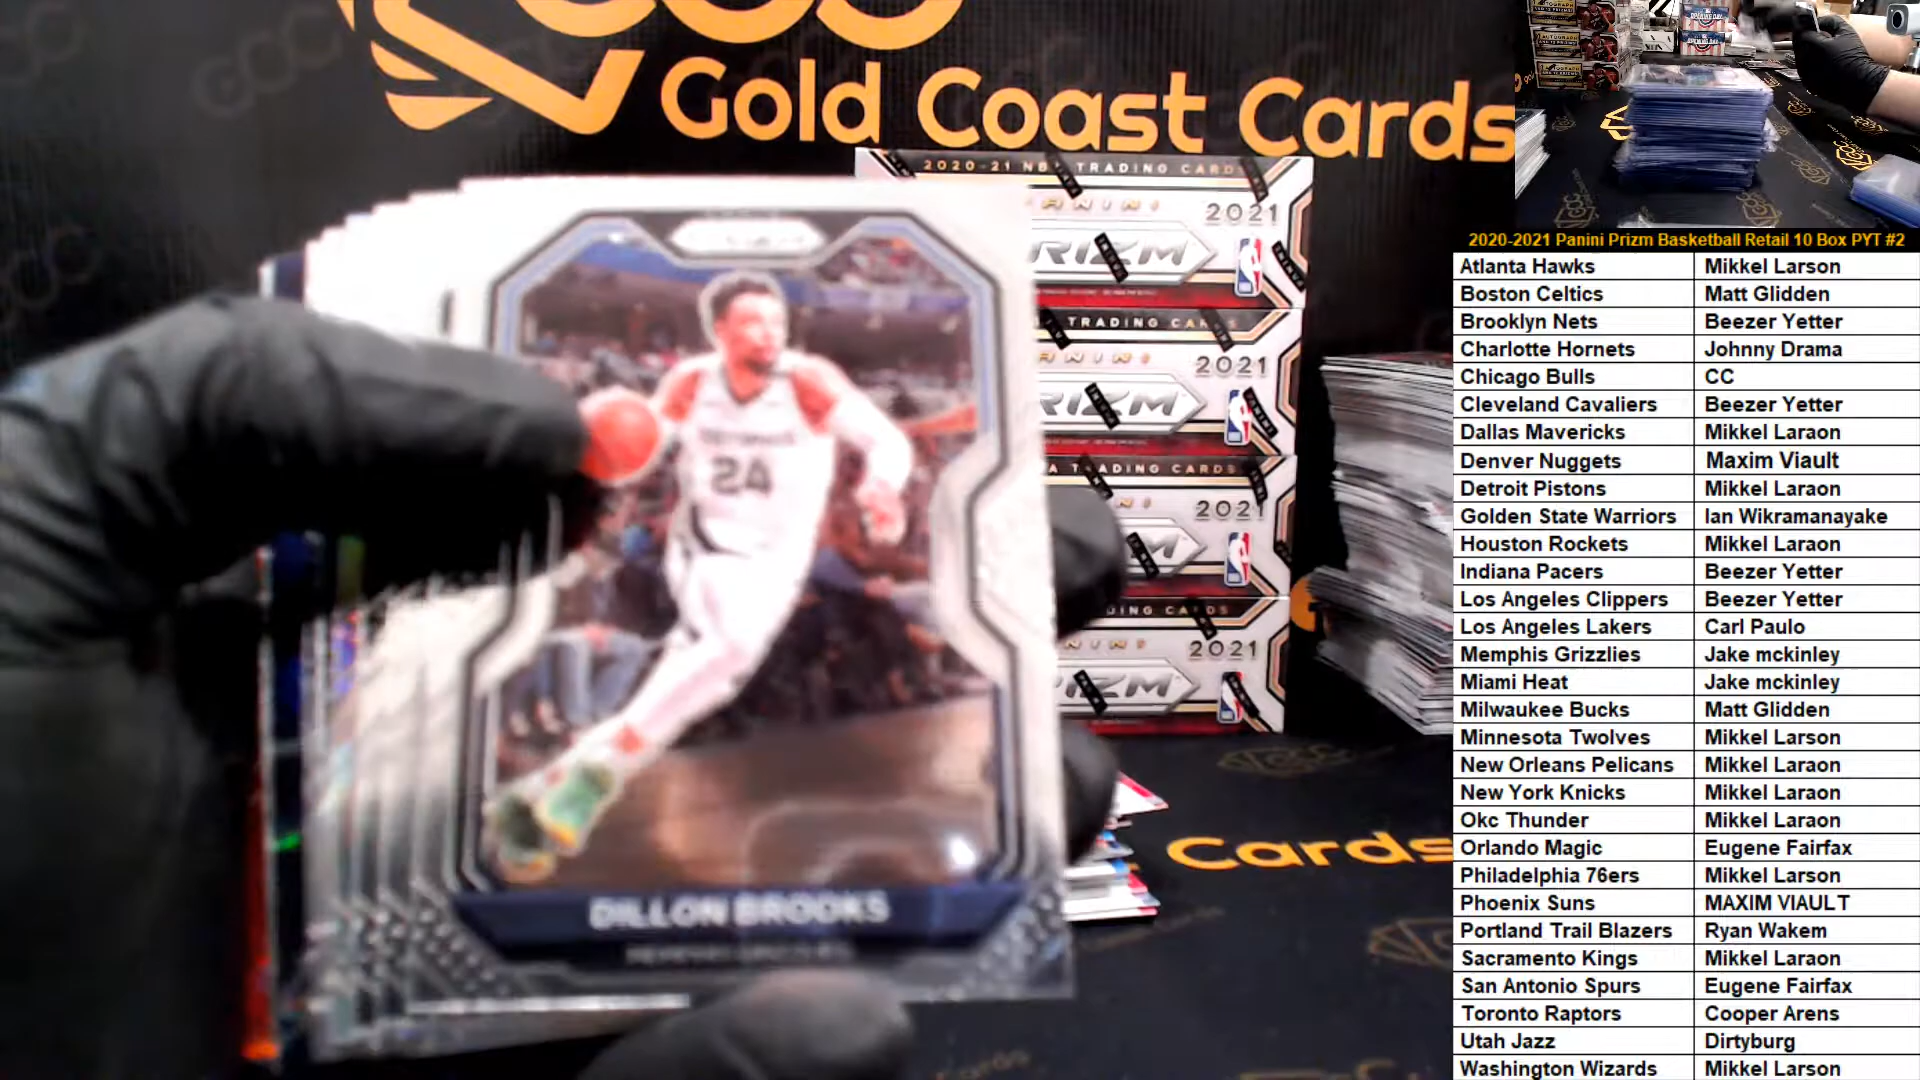 Gold Coast Cards
2020-21 NBA TRADING CARDS
2021
RIZM
TRADING CARDS
2021
RIZM
TRADING CARDS
2021
2021
24
DILLON BROOKS
Cards
AUTOGRAPH
OPENING DAY
2020-2021 Panini Prizm Basketball Retail 10 Box PYT #2
Atlanta Hawks Mikkel Larson
Boston Celtics Matt Glidden
Brooklyn Nets Beezer Yetter
Charlotte Hornets Johnny Drama
Chicago Bulls CC
Cleveland Cavaliers Beezer Yetter
Dallas Mavericks Mikkel Laraon
Denver Nuggets Maxim Viault
Detroit Pistons Mikkel Laraon
Golden State Warriors Ian Wikramanayake
Houston Rockets Mikkel Laraon
Indiana Pacers Beezer Yetter
Los Angeles Clippers Beezer Yetter
Los Angeles Lakers Carl Paulo
Memphis Grizzlies Jake mckinley
Miami Heat Jake mckinley
Milwaukee Bucks Matt Glidden
Minnesota Twolves Mikkel Larson
New Orleans Pelicans Mikkel Laraon
New York Knicks Mikkel Laraon
Okc Thunder Mikkel Laraon
Orlando Magic Eugene Fairfax
Philadelphia 76ers Mikkel Larson
Phoenix Suns MAXIM VIAULT
Portland Trail Blazers Ryan Wakem
Sacramento Kings Mikkel Laraon
San Antonio Spurs Eugene Fairfax
Toronto Raptors Cooper Arens
Utah Jazz Dirtyburg
Washington Wizards Mikkel Larson